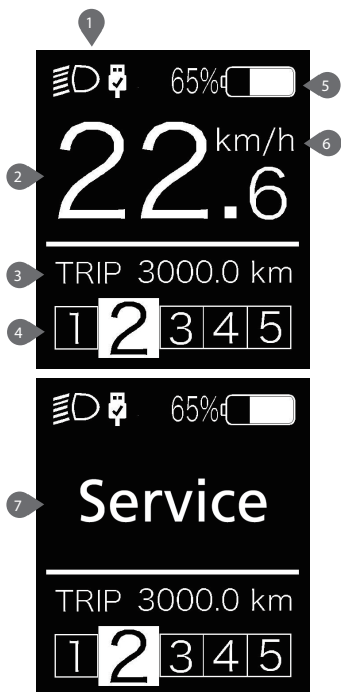 1
65%
5
km/h
6
2
22.6
3
TRIP 3000.0 km
4
1 2 3 4 5
65%
7
Service
TRIP 3000.0 km
1 2 3 4 5